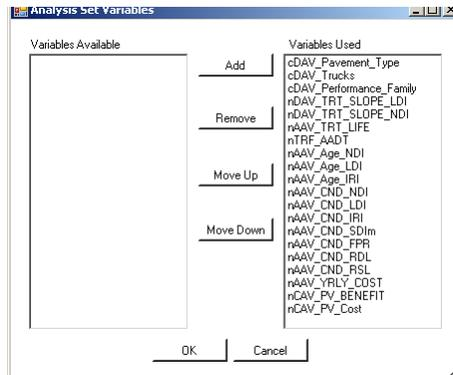 Analysis Set Variables
Variables Available
Variables Used
Add
Remove
Move Up
Move Down
cDAV_Pavement_Type
cDAV_Trucks
cDAV_Performance_Family
nDAV_TRT_SLOPE_LDI
nDAV_TRT_SLOPE_NDI
nAAV_TRT_LIFE
nTRF_AADT
nAAV_Age_NDI
nAAV_Age_LDI
nAAV_Age_IRI
nAAV_CND_NDI
nAAV_CND_LDI
nAAV_CND_IRI
nAAV_CND_SDIm
nAAV_CND_FPR
nAAV_CND_RDL
nAAV_CND_RSL
nAAV_YRLY_COST
nCAV_PV_BENEFIT
nCAV_PV_Cost
OK
Cancel